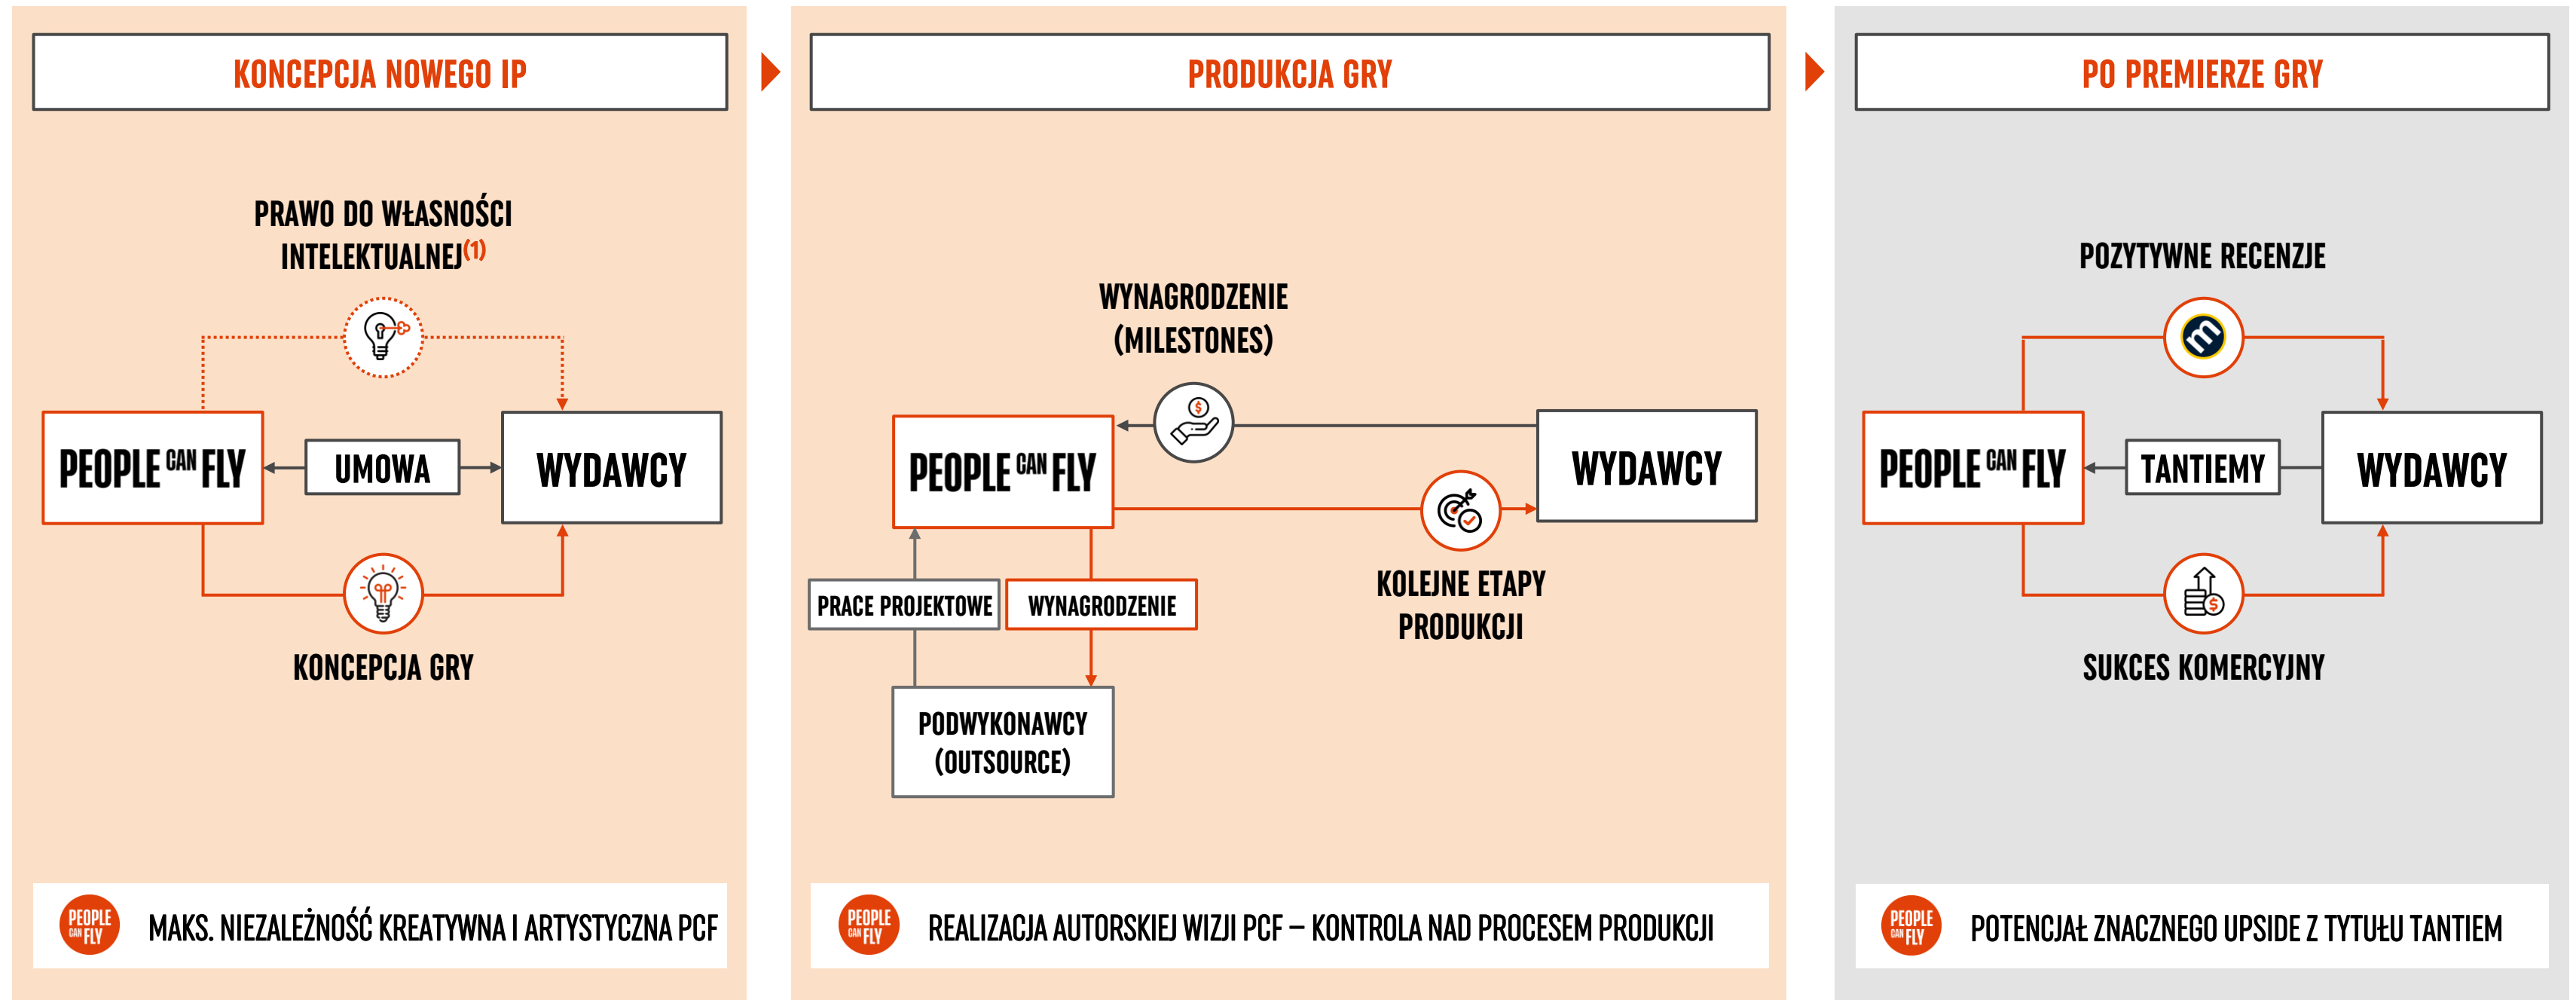 KONCEPCJA NOWEGO IP
PRAWO DO WŁASNOŚCI
INTELEKTUALNEJ(1)
PEOPLE CAN FLY
UMOWA
WYDAWCY
KONCEPCJA GRY
PEOPLE
CAN FLY
MAKS. NIEZALEŻNOŚĆ KREATYWNA I ARTYSTYCZNA PCF
PRODUKCJA GRY
WYNAGRODZENIE
(MILESTONES)
PEOPLE CAN FLY
WYDAWCY
KOLEJNE ETAPY
PRODUKCJI
PRACE PROJEKTOWE
WYNAGRODZENIE
PODWYKONAWCY
(OUTSOURCE)
PEOPLE
CAN FLY
REALIZACJA AUTORSKIEJ WIZJI PCF – KONTROLA NAD PROCESEM PRODUKCJI
PO PREMIERZE GRY
POZYTYWNE RECENZJE
m
PEOPLE CAN FLY
TANTIEMY
WYDAWCY
SUKCES KOMERCYJNY
PEOPLE
CAN FLY
POTENCJAŁ ZNACZNEGO UPSIDE Z TYTUŁU TANTIEM